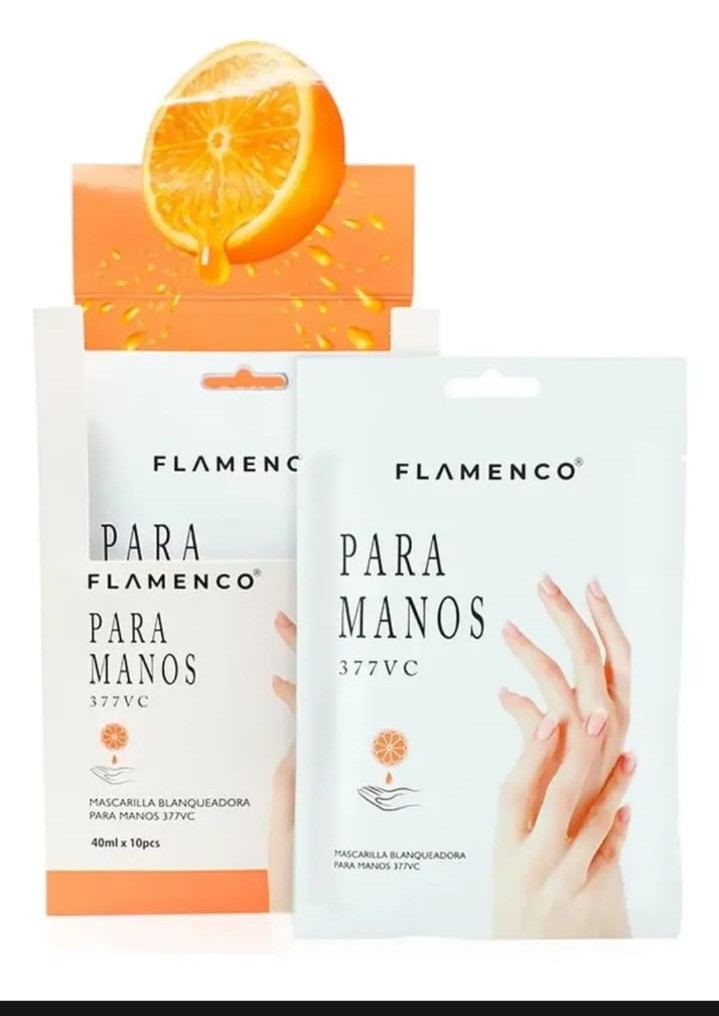 FLAMENC
PARA
FLAMENCO®
PARA
MANOS
377VC
MASCARILLA BLANQUEADORA
PARA MANOS 377VC
40ml x 10pcs
FLAMENCO®
PARA
MANOS
377VC
MASCARILLA BLANQUEADORA
PARA MANOS 377VC